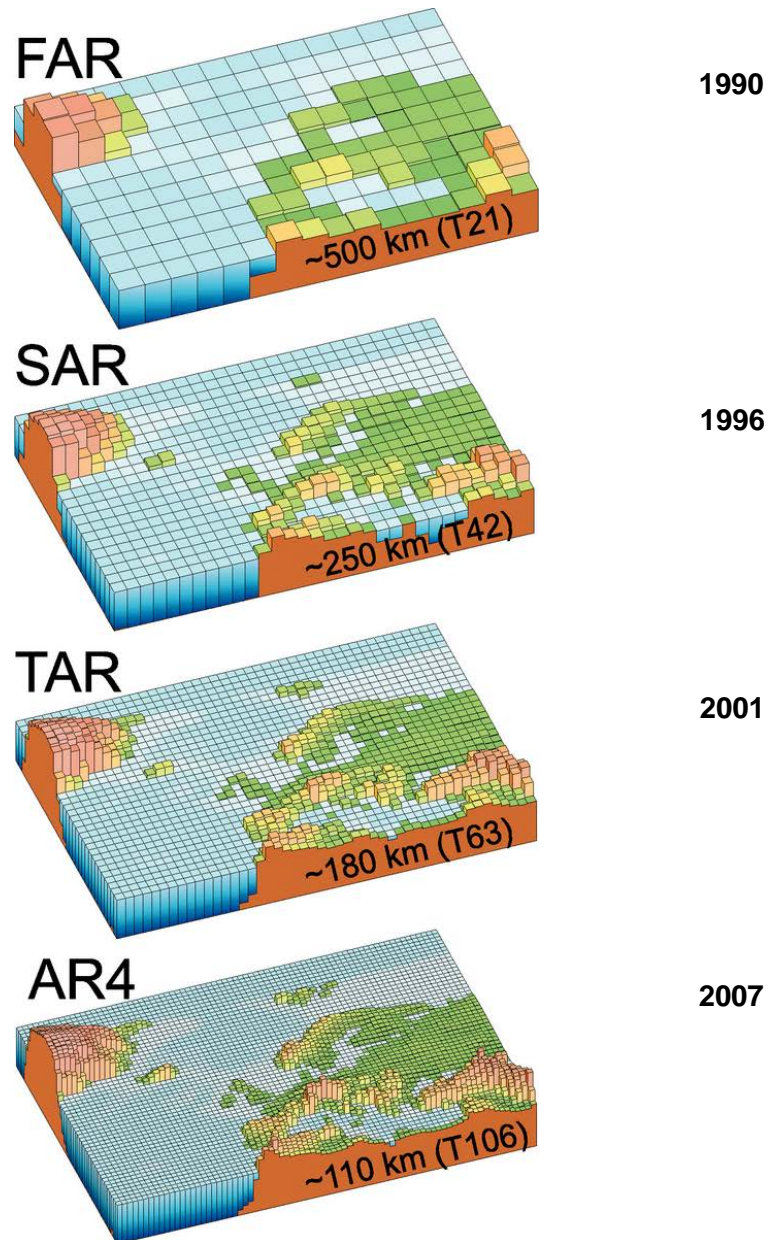 FAR
1990
~500 km (T21)
SAR
1996
~250 km (T42)
TAR
2001
~180 km (T63)
AR4
2007
~110 km (T106)